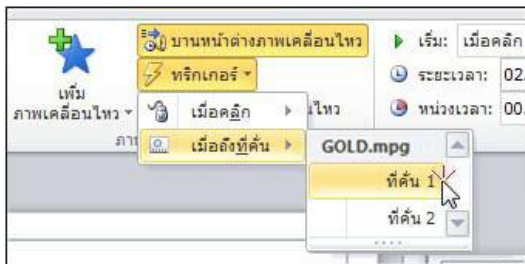 บานหน้าต่างภาพเคลื่อนไหว
ทริกเกอร์
เพิ่ม
ภาพเคลื่อนไหว
เริ่ม: เมื่อคลิก
ระยะเวลา: 02
หน่วงเวลา: 00
เมื่อคลิก
เมื่อถึงที่คั่น
GOLD.mpg
ที่คั่น 1
ที่คั่น 2